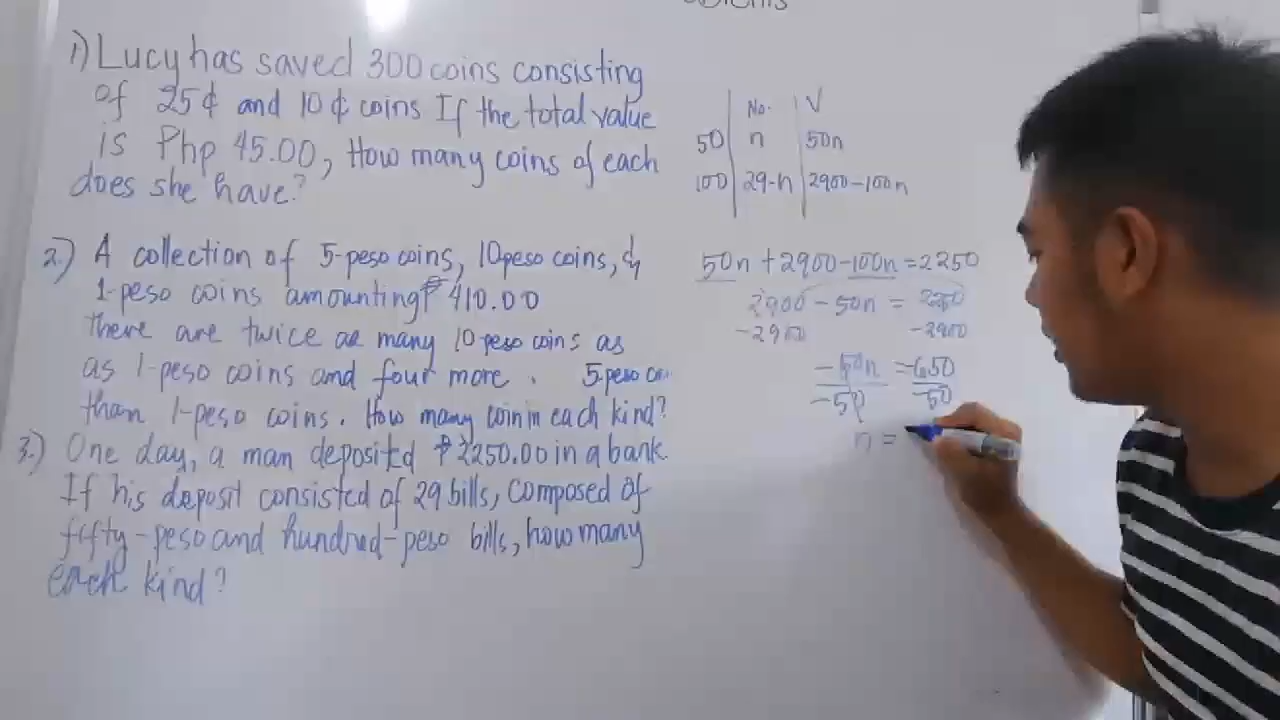 1) Lucy has saved 300 coins consisting
of 25¢ and 10¢ coins If the total value
is Php 45.00, How many coins of each
does she have?
2.) A collection of 5-peso coins, 10peso coins, &
1-peso coins amounting ₱410.00
There are twice as many 10 peso coins as
as 1-peso coins and four more . 5-peso
than 1-peso coins. How many coin in each kind?
3.) One day, a man deposited ₱2250.00 in a bank.
If his deposit consisted of 29 bills, composed of
fifty-peso and hundred-peso bills, how many
each kind?
No. V
50 n 50n
100 29-n 2900-100n
50n + 2900-100n = 2250
2900 - 50n = 2250
-2900 -2900
-50n = -650
-50 -50
n =